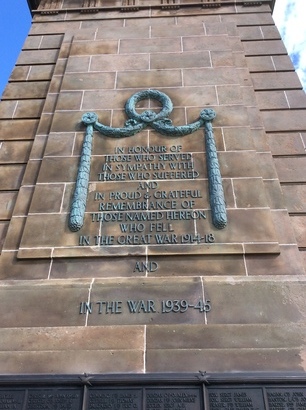 IN HONOUR OF
THOSE WHO SERVED
IN SYMPATHY WITH
THOSE WHO SUFFERED
AND
IN PROUD & GRATEFUL
REMEMBRANCE OF
THOSE NAMED HEREON
WHO FELL
IN THE GREAT WAR 1914-18
AND
IN THE WAR 1939-45